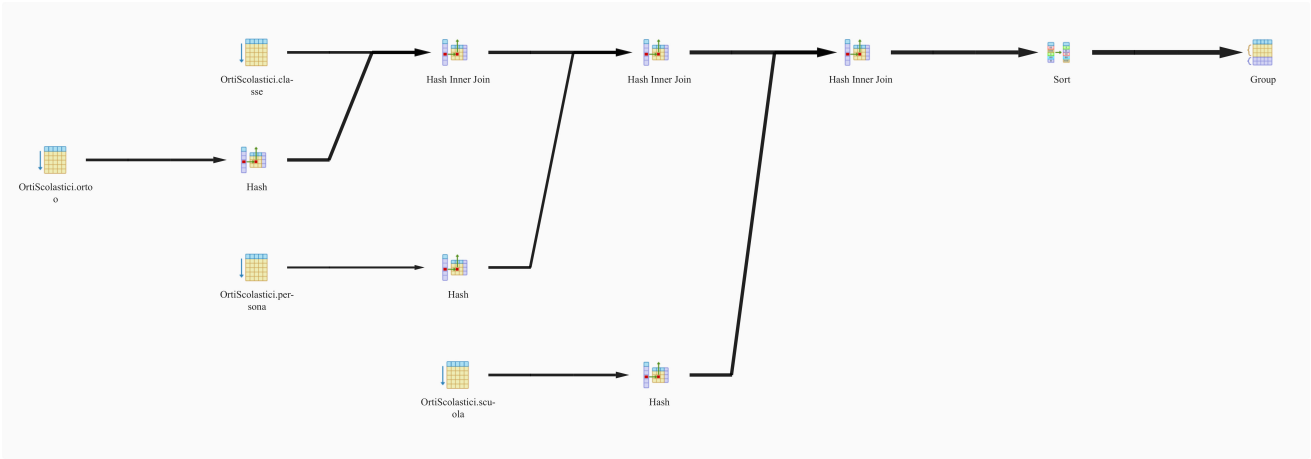 OrtiScolastici.cla-
sse
Hash Inner Join
Hash Inner Join
Hash Inner Join
Sort
Group
OrtiScolastici.orto
o
Hash
OrtiScolastici.per-
sona
Hash
OrtiScolastici.scu-
ola
Hash